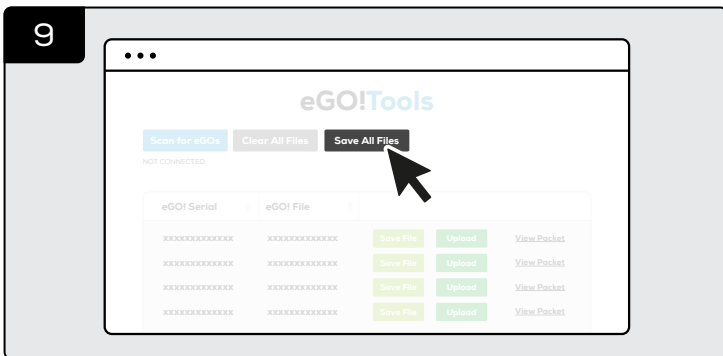 9
eGO!Tools
Scan for eGOs Clear All Files Save All Files
NOT CONNECTED
eGO! Serial eGO! File
xxxxxxxxxxxxx xxxxxxxxxxxxx Save File Upload View Packet
xxxxxxxxxxxxx xxxxxxxxxxxxx Save File Upload View Packet
xxxxxxxxxxxxx xxxxxxxxxxxxx Save File Upload View Packet
xxxxxxxxxxxxx xxxxxxxxxxxxx Save File Upload View Packet